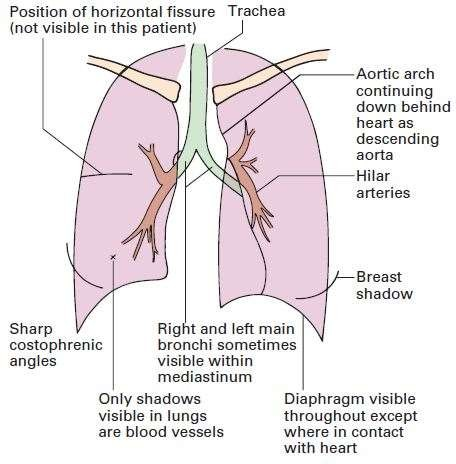 Position of horizontal fissure
(not visible in this patient)
Trachea
Aortic arch
continuing
down behind
heart as
descending
aorta
Hilar
arteries
Breast
shadow
Sharp
costophrenic
angles
Right and left main
bronchi sometimes
visible within
mediastinum
Only shadows
visible in lungs
are blood vessels
Diaphragm visible
throughout except
where in contact
with heart